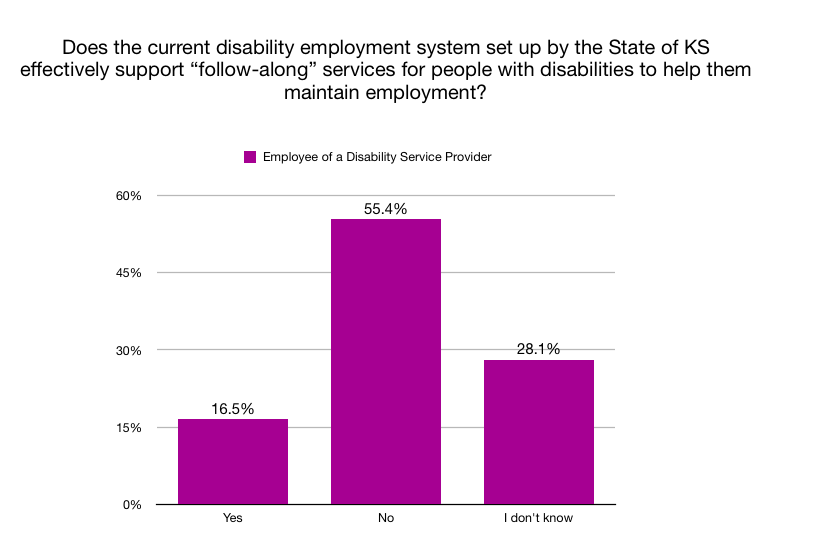 Does the current disability employment system set up by the State of KS
effectively support “follow-along” services for people with disabilities to help them
maintain employment?
Employee of a Disability Service Provider
60%
55.4%
45%
30%
28.1%
16.5%
15%
0%
Yes
No
I don't know